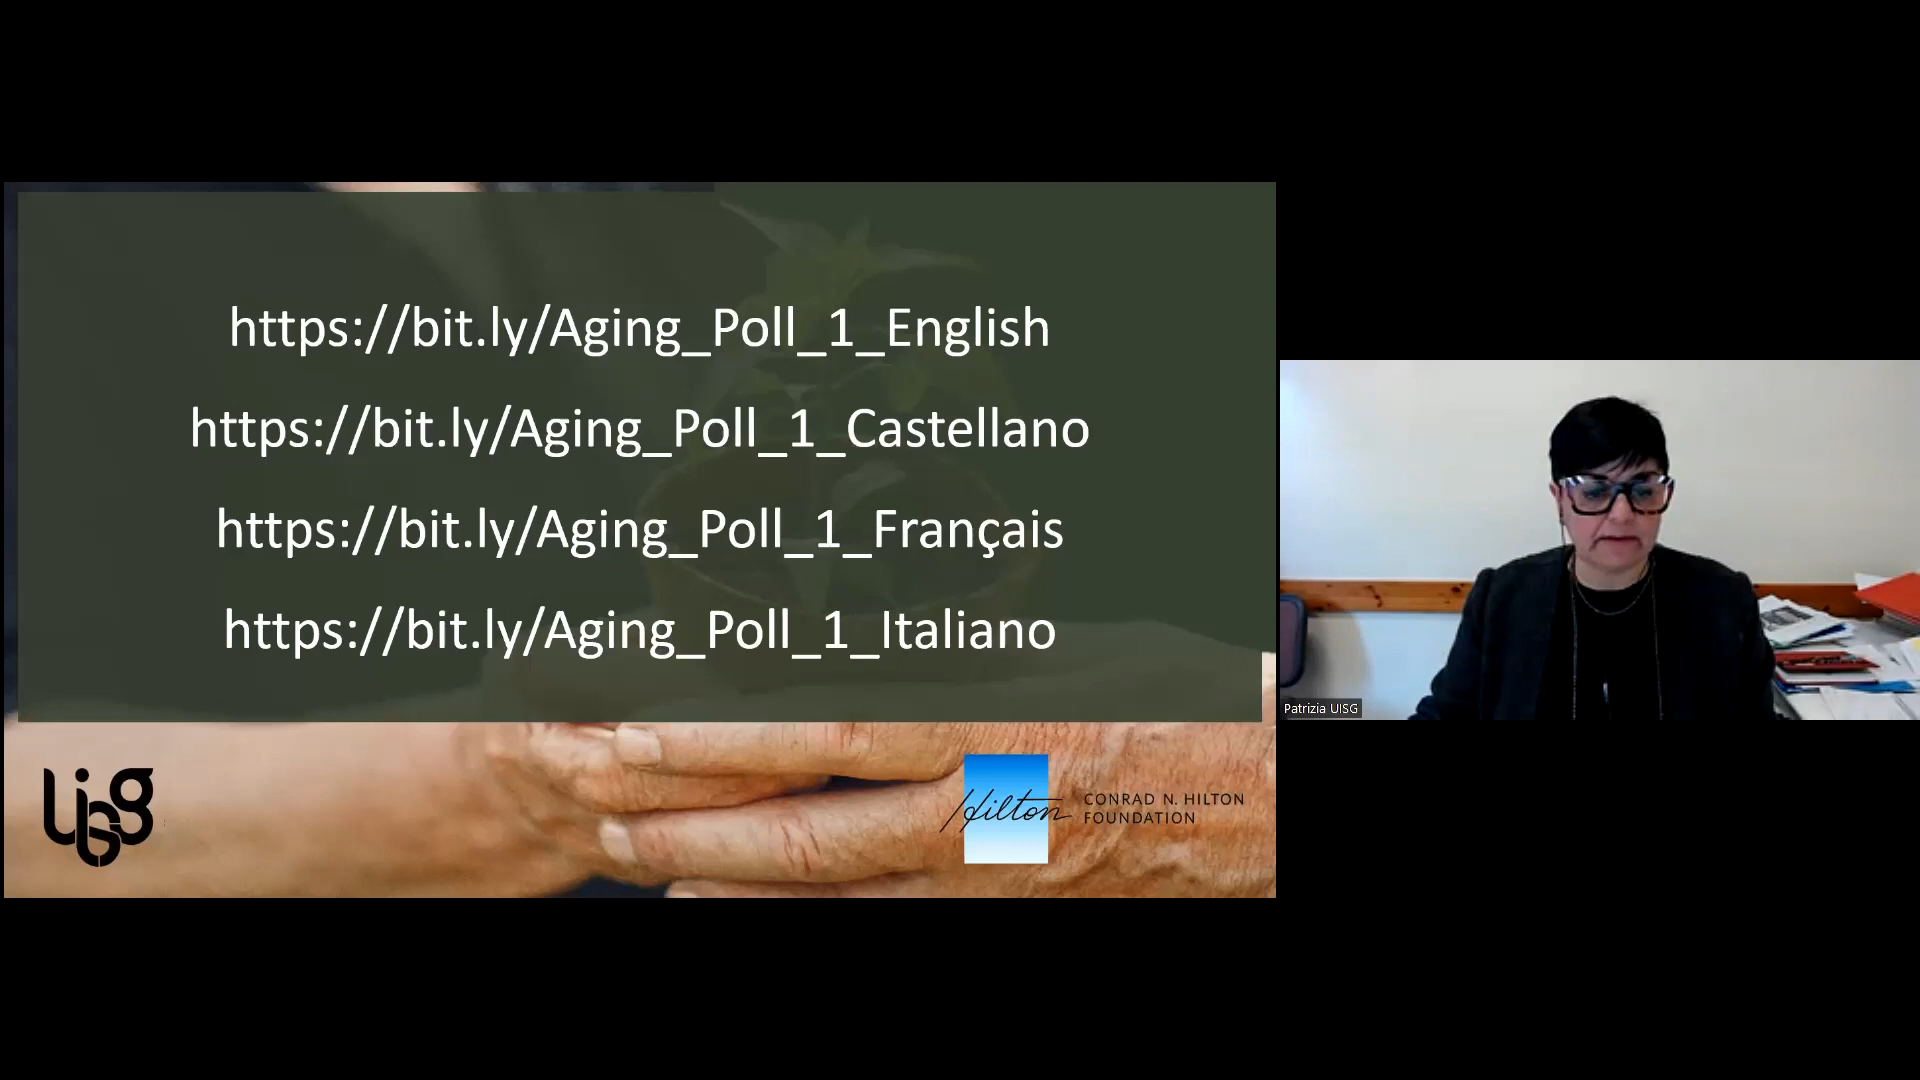 https://bit.ly/Aging_Poll_1_English
https://bit.ly/Aging_Poll_1_Castellano
https://bit.ly/Aging_Poll_1_Français
https://bit.ly/Aging_Poll_1_Italiano
uisg
Hilton
CONRAD N. HILTON
FOUNDATION
Patrizia UISG